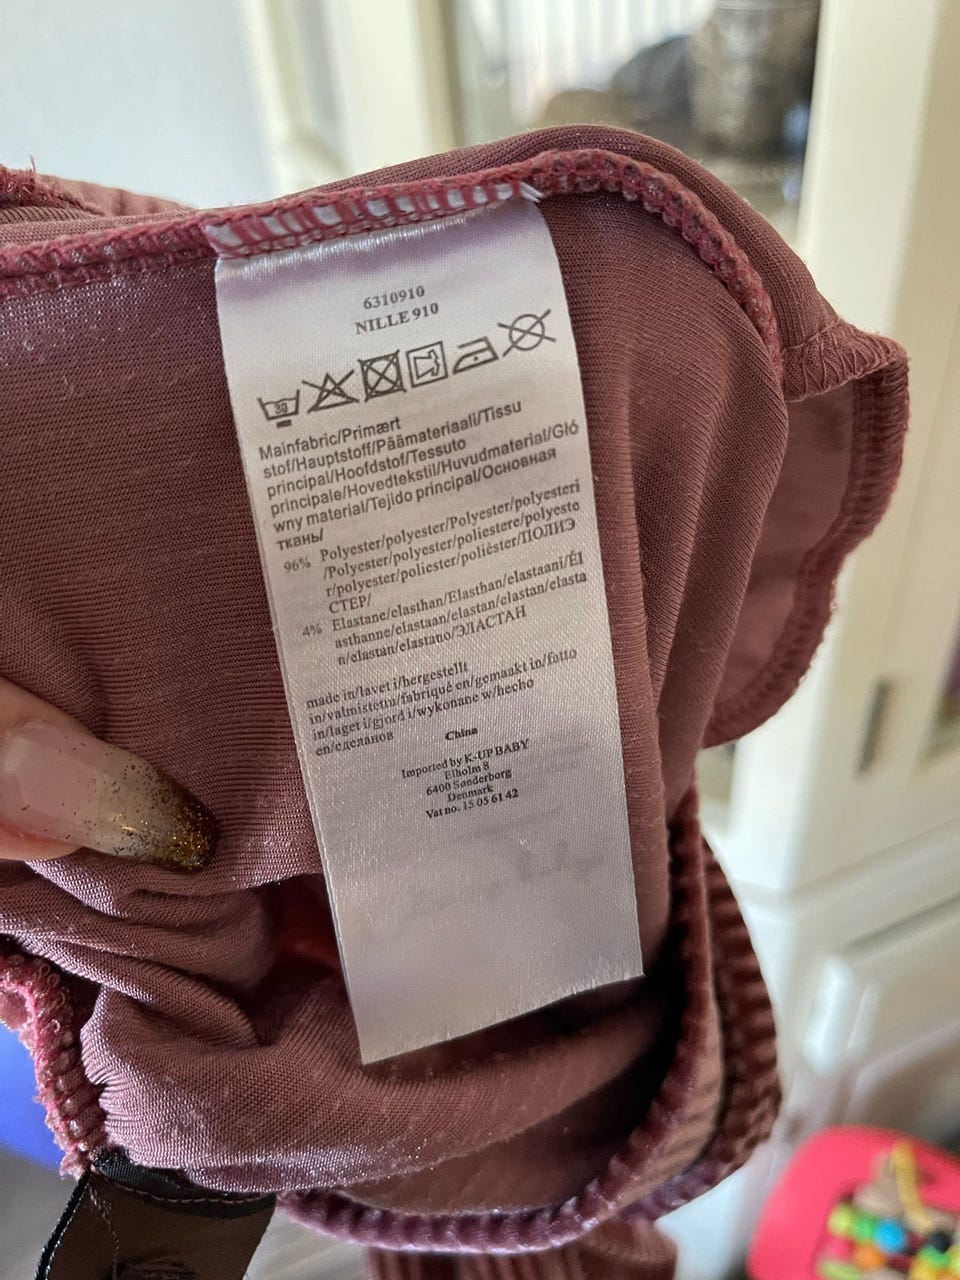 6310910
NILLE 910
30
Mainfabric/Primært
stof/Hauptstoff/Päämateriaali/Tissu
principal/Hoofdstof/Tessuto
principale/Hovedtekstil/Huvudmaterial/Głó
wny material/Tejido principal/Основная
ткань/
96% Polyester/polyester/Polyester/polyesteri
/Polyester/polyester/poliestere/polyeste
r/polyester/poliester/poliéster/ПОЛИЭ
СТЕР/
4% Elastane/elasthan/Elasthan/elastaani/Él
asthanne/elastaan/elastan/elastan/elasta
n/elastan/elastano/ЭЛАСТАН
made in/lavet i/hergestellt
in/valmistettu/fabriqué en/gemaakt in/fatto
in/laget i/gjord i/wykonane w/hecho
en/сделанов
China
Imported by K-UP BABY
Elholm 8
6400 Sønderborg
Denmark
Vat no. 15 05 61 42